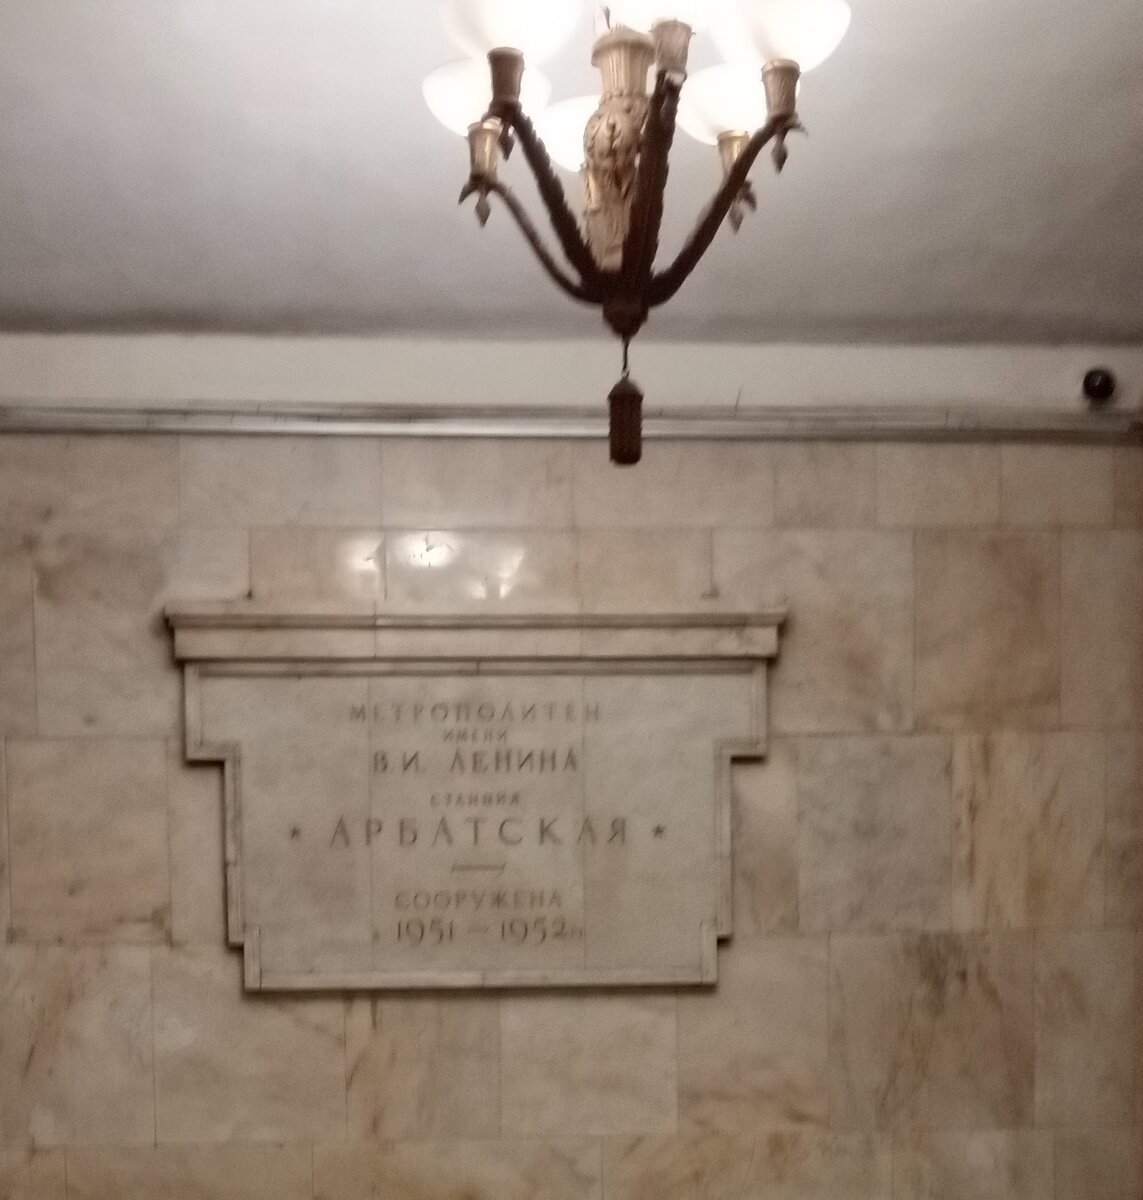 МЕТРОПОЛИТЕН
ИМЕНИ
В.И. ЛЕНИНА
СТАНЦИЯ
★ АРБАТСКАЯ ★
СООРУЖЕНА
1951 — 1952 г.